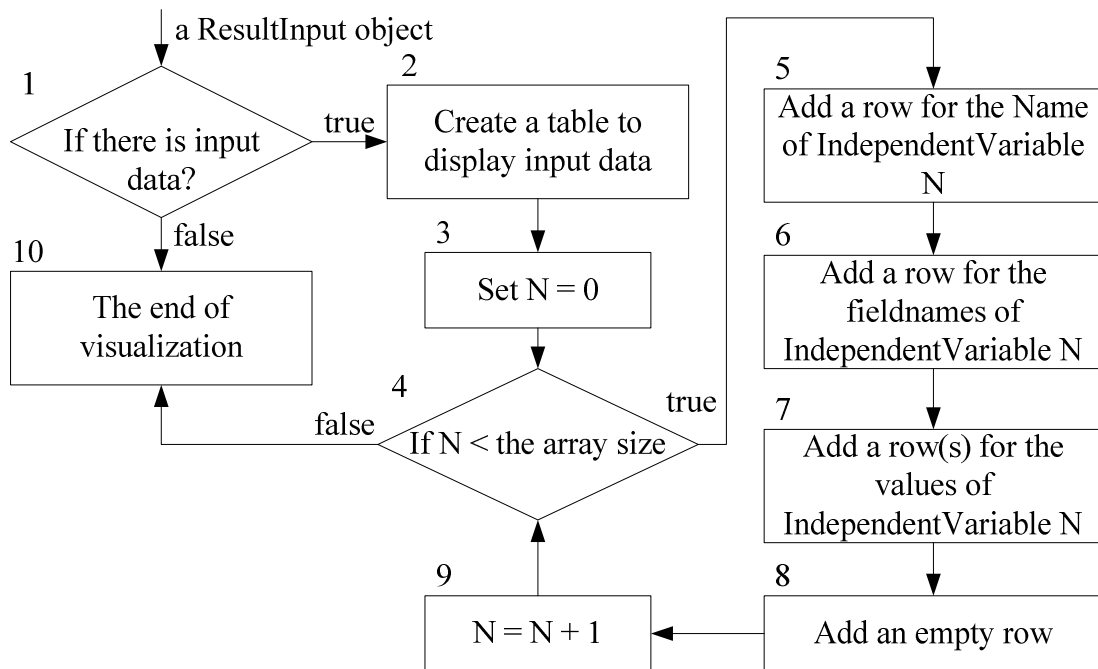 a ResultInput object
1
If there is input
data?
true
false
2
Create a table to
display input data
3
Set N = 0
4
If N < the array size
true
false
5
Add a row for the Name
of IndependentVariable
N
6
Add a row for the
fieldnames of
IndependentVariable N
7
Add a row(s) for the
values of
IndependentVariable N
8
Add an empty row
9
N = N + 1
10
The end of
visualization